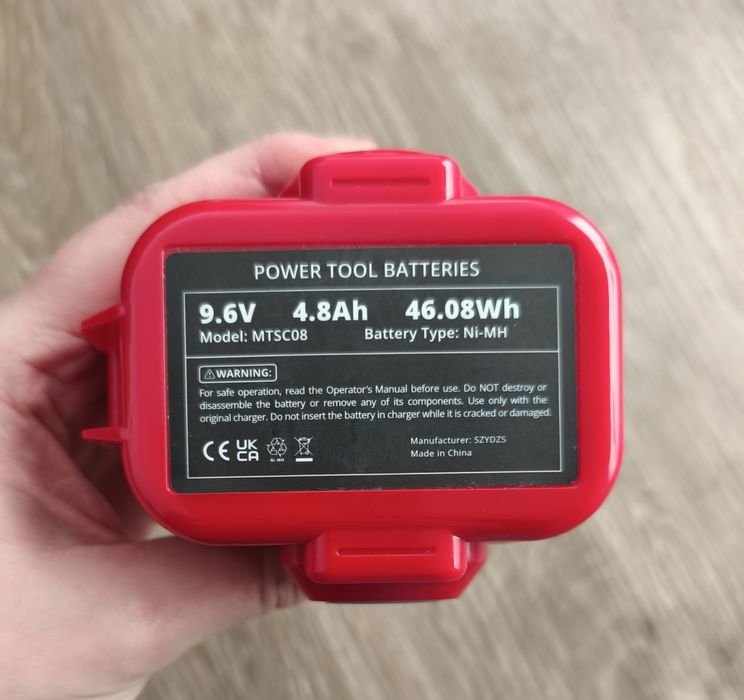 POWER TOOL BATTERIES
9.6V 4.8Ah 46.08Wh
Model: MTSC08 Battery Type: Ni-MH
⚠WARNING:
For safe operation, read the Operator's Manual before use. Do NOT destroy or
disassemble the battery or remove any of its components. Use only with the
original charger. Do not insert the battery in charger while it is cracked or damaged.
CE UK
CA
Ni-MH
Manufacturer: SZYDZS
Made in China